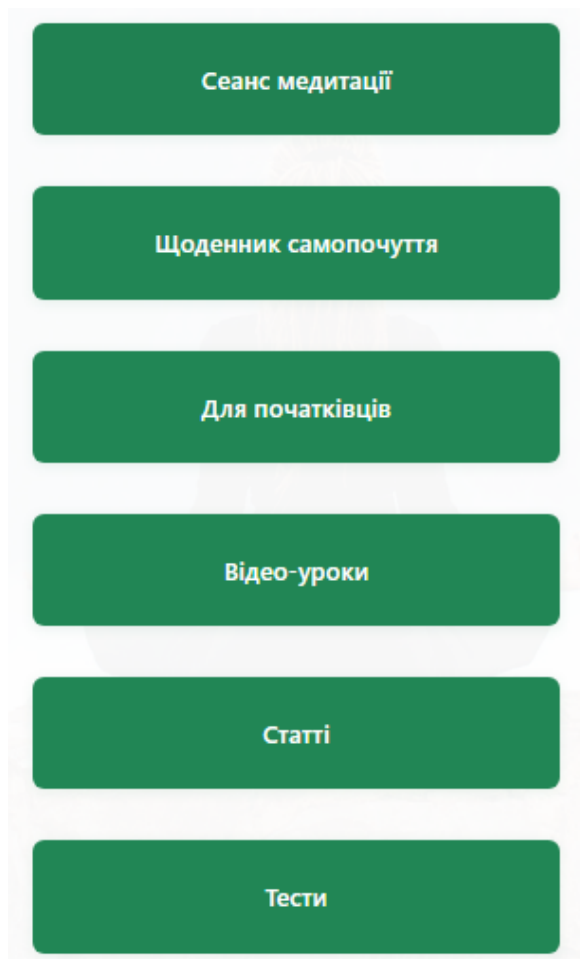 Сеанс медитації
Щоденник самопочуття
Для початківців
Відео-уроки
Статті
Тести